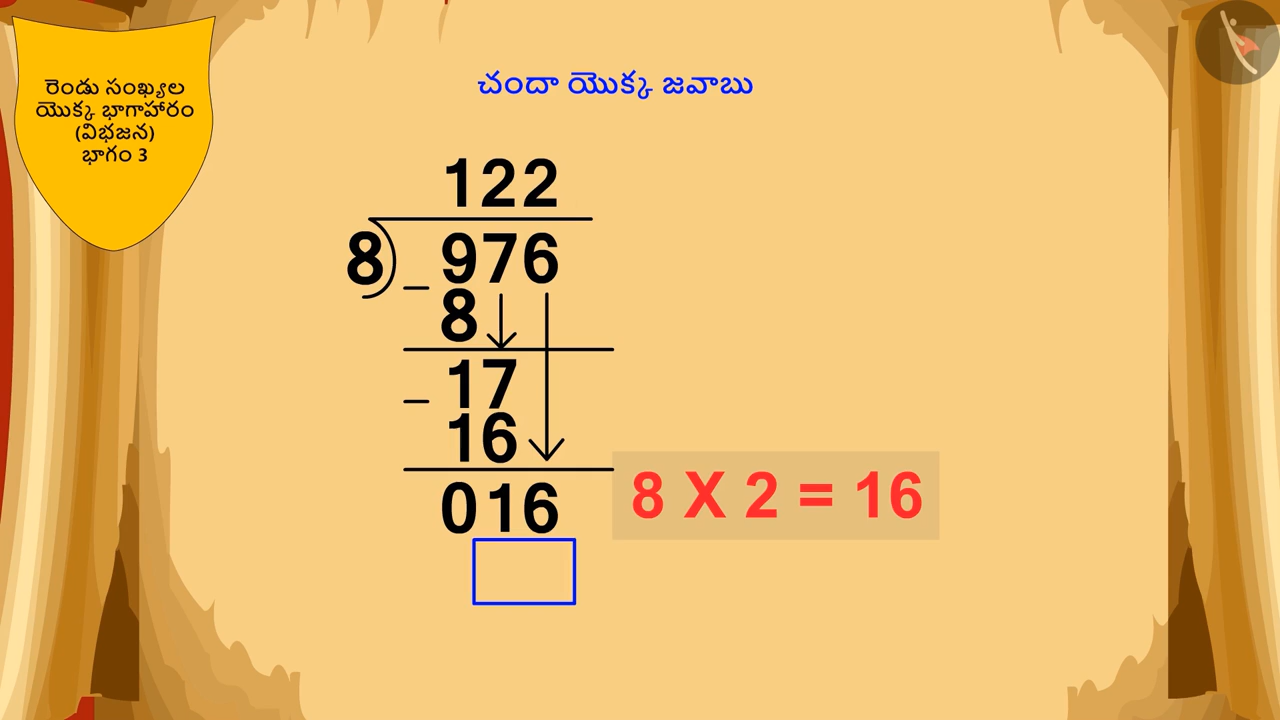 రెండు సంఖ్యల
యొక్క భాగాహారం
(విభజన)
భాగం 3
చందా యొక్క జవాబు
122
8) 976
– 8
17
– 16
016
8 X 2 = 16